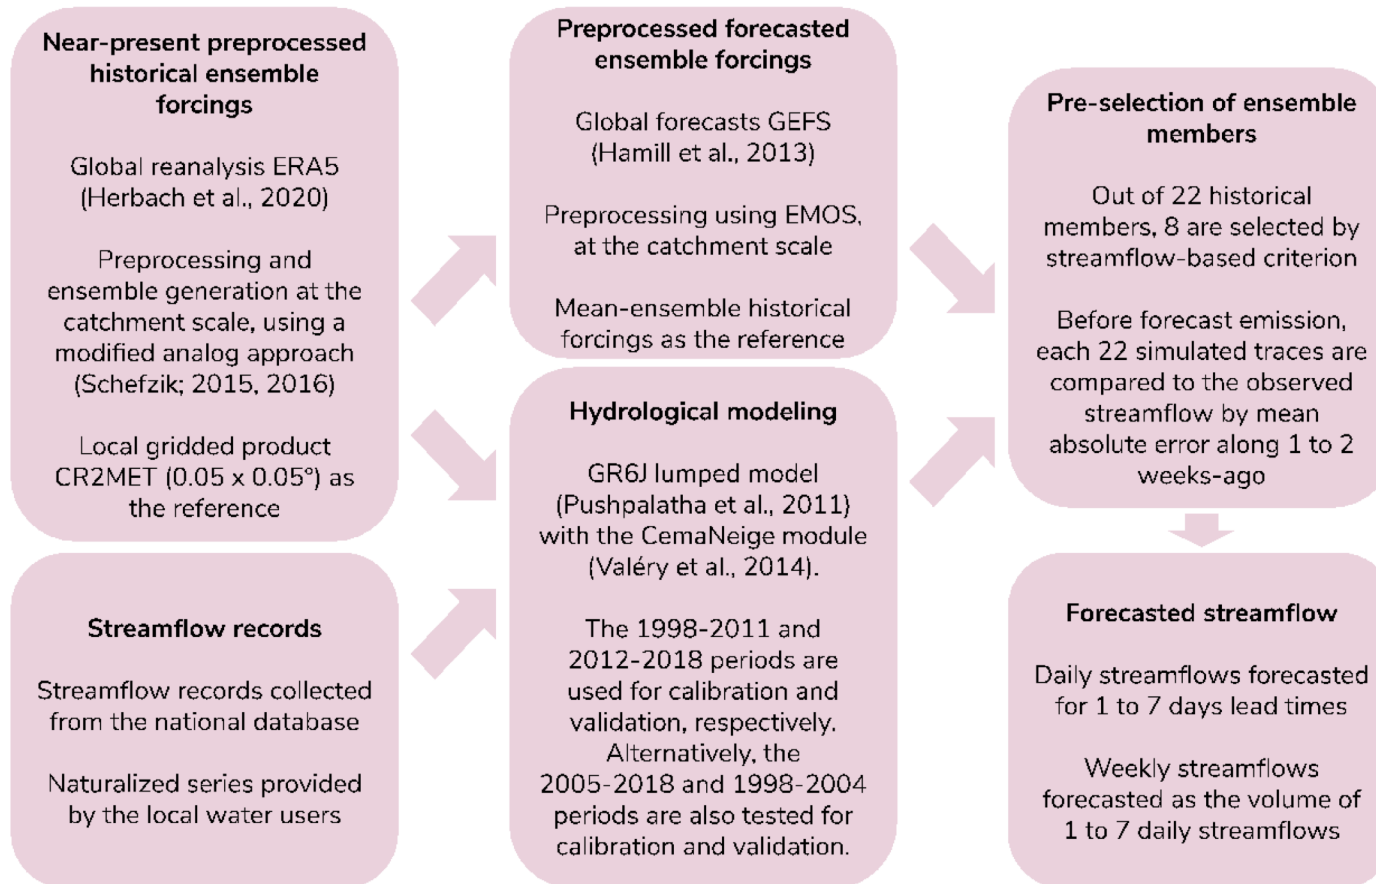 Near-present preprocessed
historical ensemble
forcings
Global reanalysis ERA5
(Herbach et al., 2020)
Preprocessing and
ensemble generation at the
catchment scale, using a
modified analog approach
(Schefzik; 2015, 2016)
Local gridded product
CR2MET (0.05 x 0.05°) as
the reference
Streamflow records
Streamflow records collected
from the national database
Naturalized series provided
by the local water users
Preprocessed forecasted
ensemble forcings
Global forecasts GEFS
(Hamill et al., 2013)
Preprocessing using EMOS,
at the catchment scale
Mean-ensemble historical
forcings as the reference
Hydrological modeling
GR6J lumped model
(Pushpalatha et al., 2011)
with the CemaNeige module
(Valéry et al., 2014).
The 1998-2011 and
2012-2018 periods are
used for calibration and
validation, respectively.
Alternatively, the
2005-2018 and 1998-2004
periods are also tested for
calibration and validation.
Pre-selection of ensemble
members
Out of 22 historical
members, 8 are selected by
streamflow-based criterion
Before forecast emission,
each 22 simulated traces are
compared to the observed
streamflow by mean
absolute error along 1 to 2
weeks-ago
Forecasted streamflow
Daily streamflows forecasted
for 1 to 7 days lead times
Weekly streamflows
forecasted as the volume of
1 to 7 daily streamflows